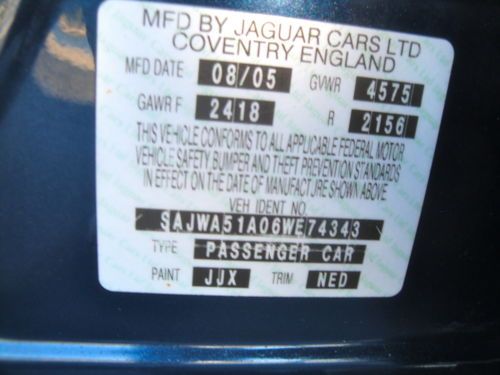 MFD BY JAGUAR CARS LTD
COVENTRY ENGLAND
MFD DATE 08/05 GVWR 4575
GAWR F 2418 R 2156
THIS VEHICLE CONFORMS TO ALL APPLICABLE FEDERAL MOTOR
VEHICLE SAFETY BUMPER AND THEFT PREVENTION STANDARDS
IN EFFECT ON THE DATE OF MANUFACTURE SHOWN ABOVE
VEH IDENT NO
SAJWA51A06WE74343
TYPE PASSENGER CAR
PAINT JJX TRIM NED